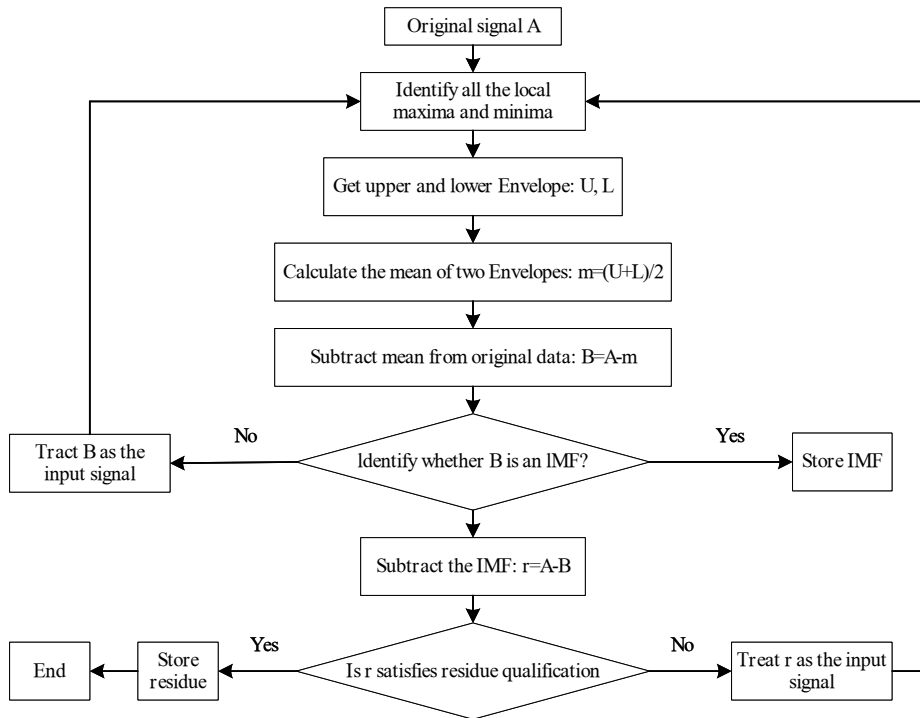 Original signal A
Identify all the local
maxima and minima
Get upper and lower Envelope: U, L
Calculate the mean of two Envelopes: m=(U+L)/2
Subtract mean from original data: B=A-m
No
Yes
Tract B as the
input signal
Identify whether B is an IMF?
Store IMF
Subtract the IMF: r=A-B
Yes
No
End
Store
residue
Is r satisfies residue qualification
Treat r as the input
signal